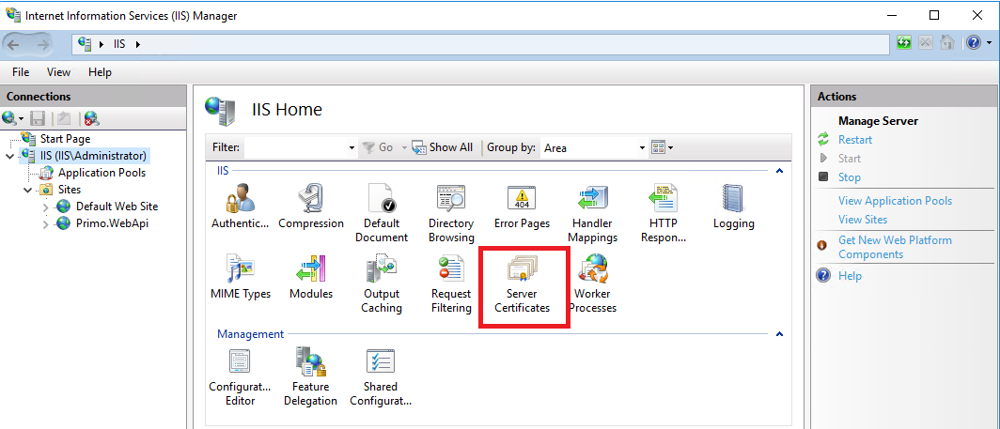 Internet Information Services (IIS) Manager
IIS
File View Help
Connections
Start Page
IIS (IIS\Administrator)
Application Pools
Sites
Default Web Site
Primo.WebApi
IIS Home
Filter: Go Show All Group by: Area
IIS
Authentic... Compression Default Document Directory Browsing Error Pages Handler Mappings HTTP Respon... Logging
404
MIME Types Modules Output Caching Request Filtering Server Certificates Worker Processes
Management
Configurat... Editor Feature Delegation Shared Configurat...
Actions
Manage Server
Restart
Start
Stop
View Application Pools
View Sites
Get New Web Platform
Components
Help